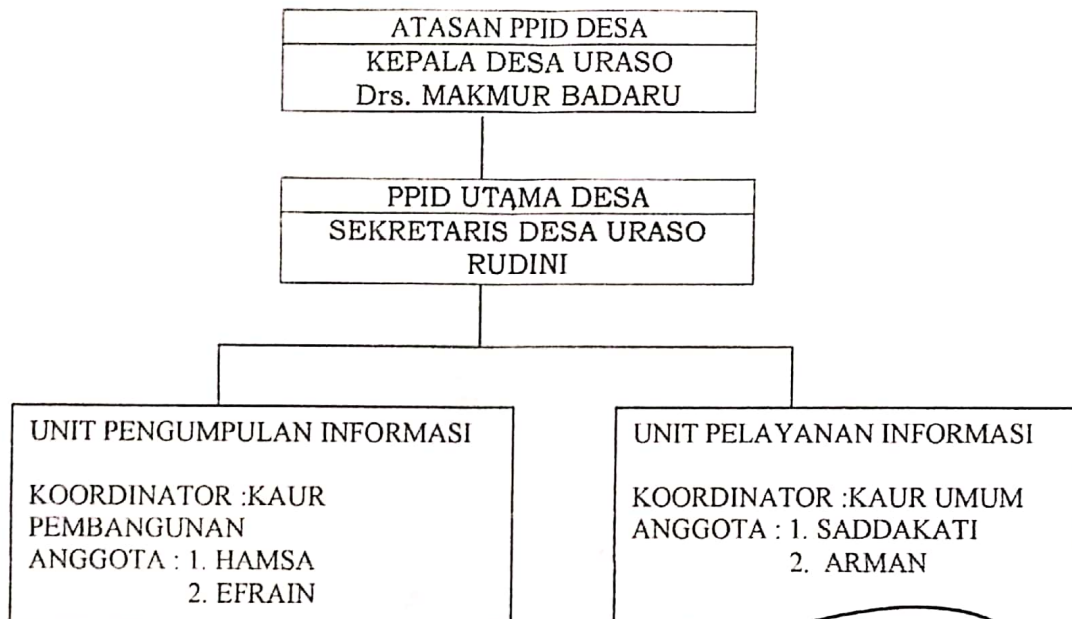 ATASAN PPID DESA
KEPALA DESA URASO
Drs. MAKMUR BADARU
PPID UTAMA DESA
SEKRETARIS DESA URASO
RUDINI
UNIT PENGUMPULAN INFORMASI
KOORDINATOR :KAUR
PEMBANGUNAN
ANGGOTA : 1. HAMSA
2. EFRAIN
UNIT PELAYANAN INFORMASI
KOORDINATOR :KAUR UMUM
ANGGOTA : 1. SADDAKATI
2. ARMAN